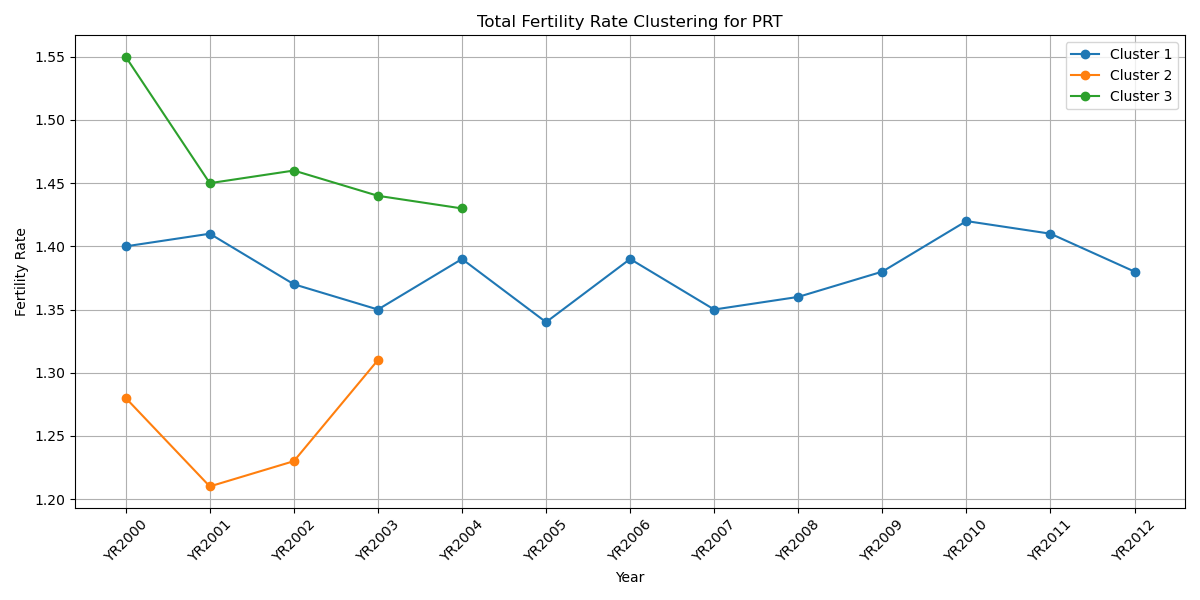 Total Fertility Rate Clustering for PRT
Cluster 1
Cluster 2
Cluster 3
Fertility Rate
1.55
1.50
1.45
1.40
1.35
1.30
1.25
1.20
YR2000
YR2001
YR2002
YR2003
YR2004
YR2005
YR2006
YR2007
YR2008
YR2009
YR2010
YR2011
YR2012
Year